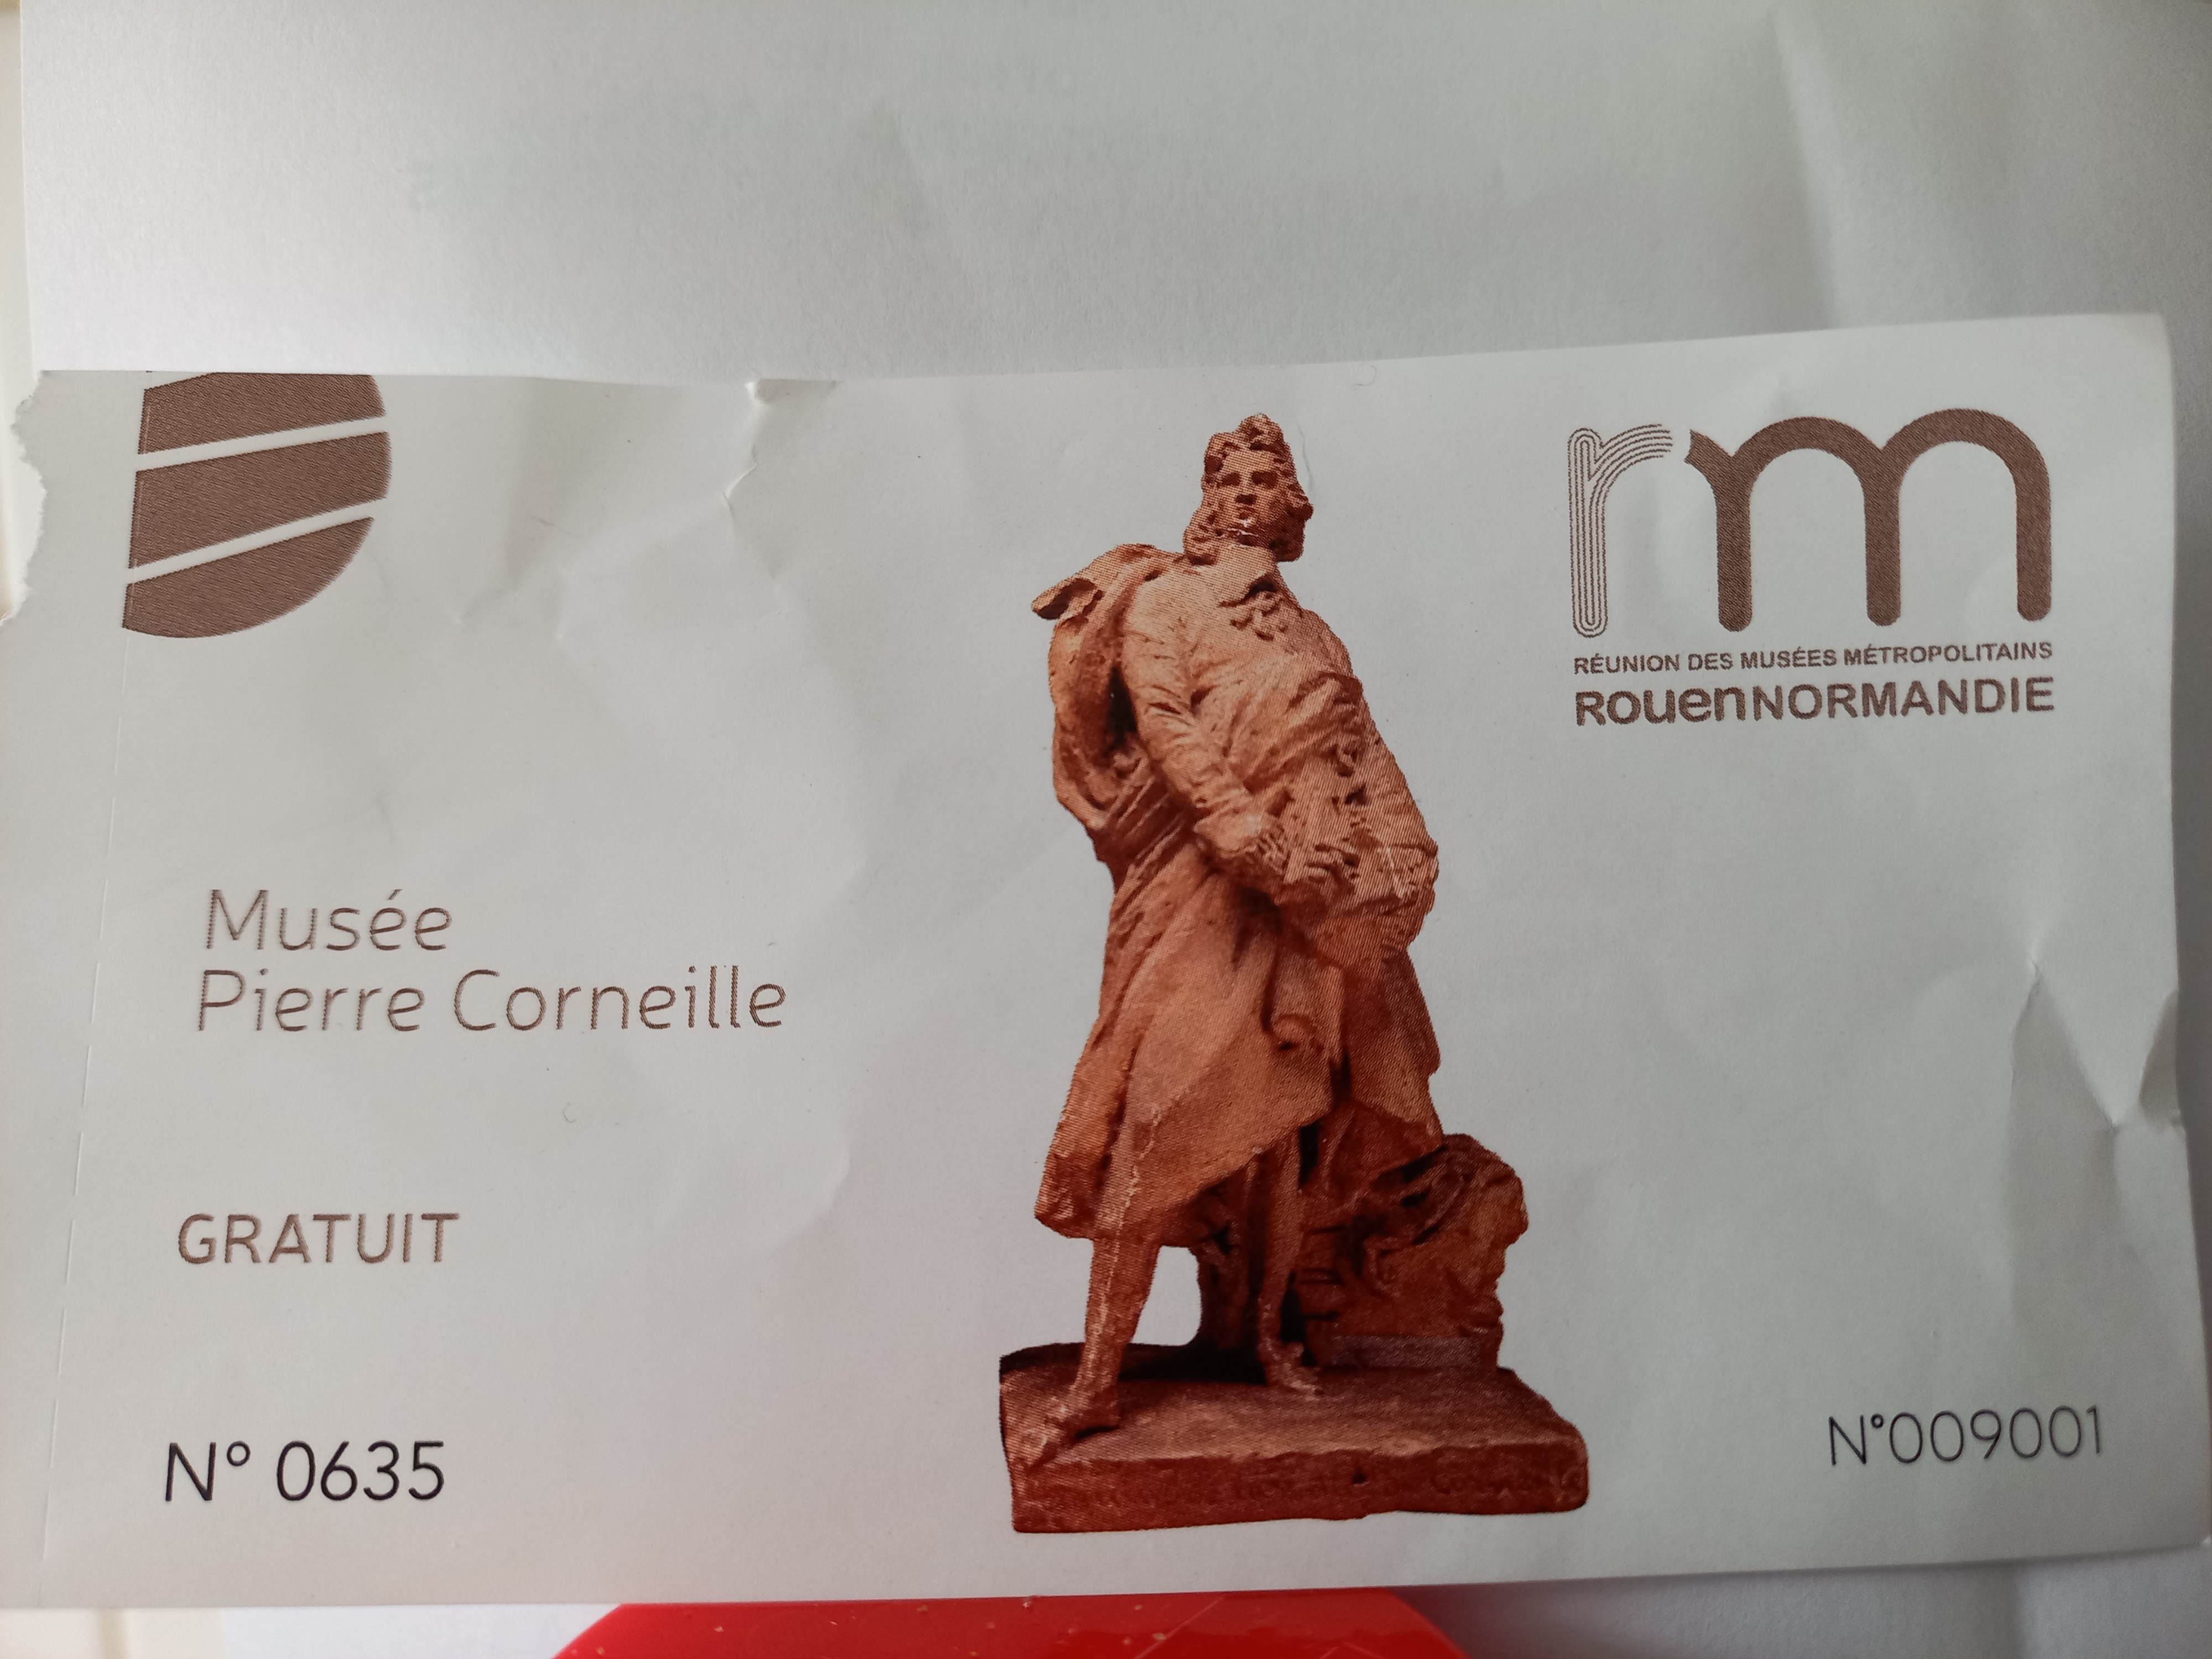 rm
RÉUNION DES MUSÉES MÉTROPOLITAINS
RouenNORMANDIE
Musée
Pierre Corneille
GRATUIT
N° 0635
N°009001